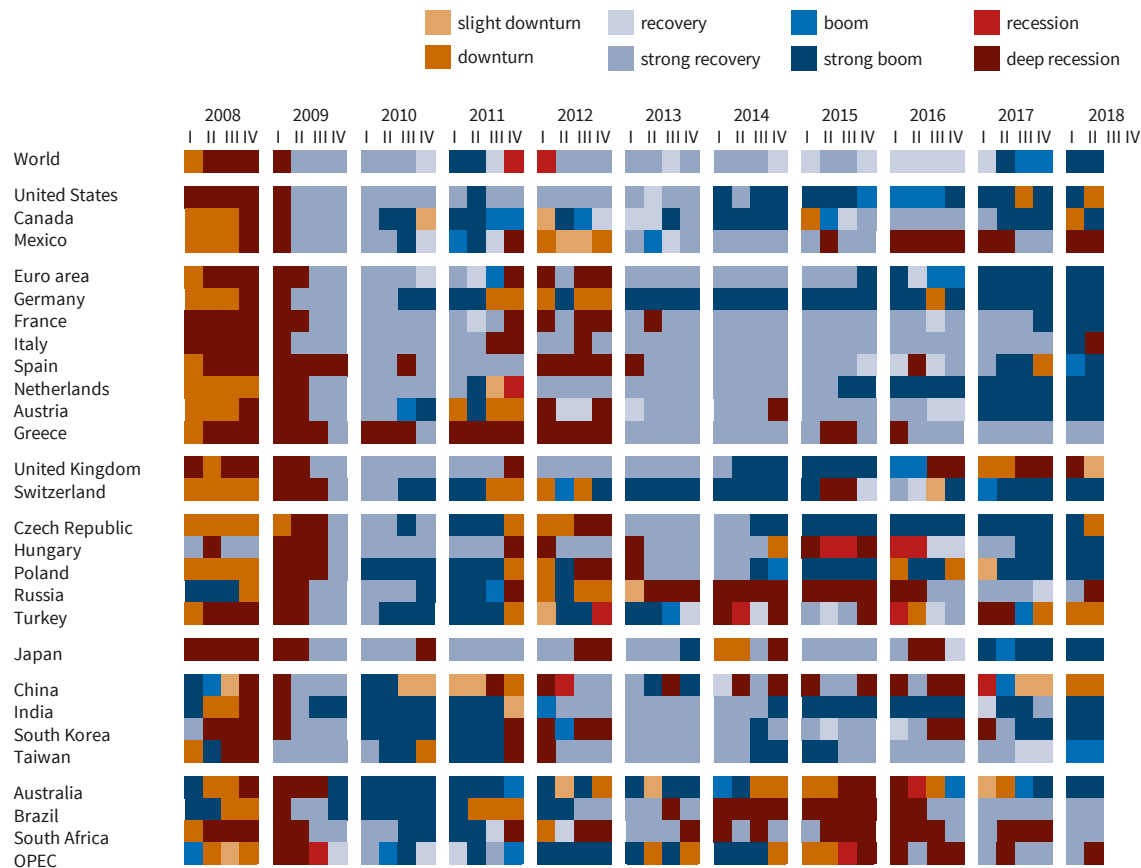 slight downturn recovery boom recession
downturn strong recovery strong boom deep recession
2008 2009 2010 2011 2012 2013 2014 2015 2016 2017 2018
I II III IV I II III IV I II III IV I II III IV I II III IV I II III IV I II III IV I II III IV I II III IV I II III IV I II III IV
World
United States
Canada
Mexico
Euro area
Germany
France
Italy
Spain
Netherlands
Austria
Greece
United Kingdom
Switzerland
Czech Republic
Hungary
Poland
Russia
Turkey
Japan
China
India
South Korea
Taiwan
Australia
Brazil
South Africa
OPEC